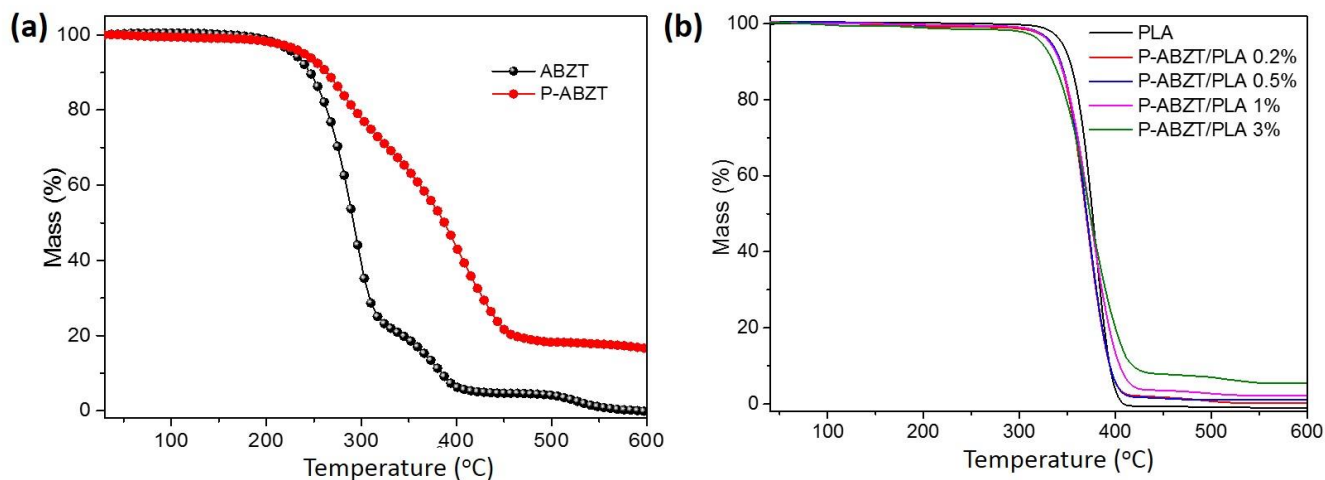 (a)
100
80
60
40
20
0
Mass (%)
ABZT
P-ABZT
100
200
300
400
500
600
Temperature (°C)
(b)
100
80
60
40
20
0
Mass (%)
PLA
P-ABZT/PLA 0.2%
P-ABZT/PLA 0.5%
P-ABZT/PLA 1%
P-ABZT/PLA 3%
100
200
300
400
500
600
Temperature (°C)